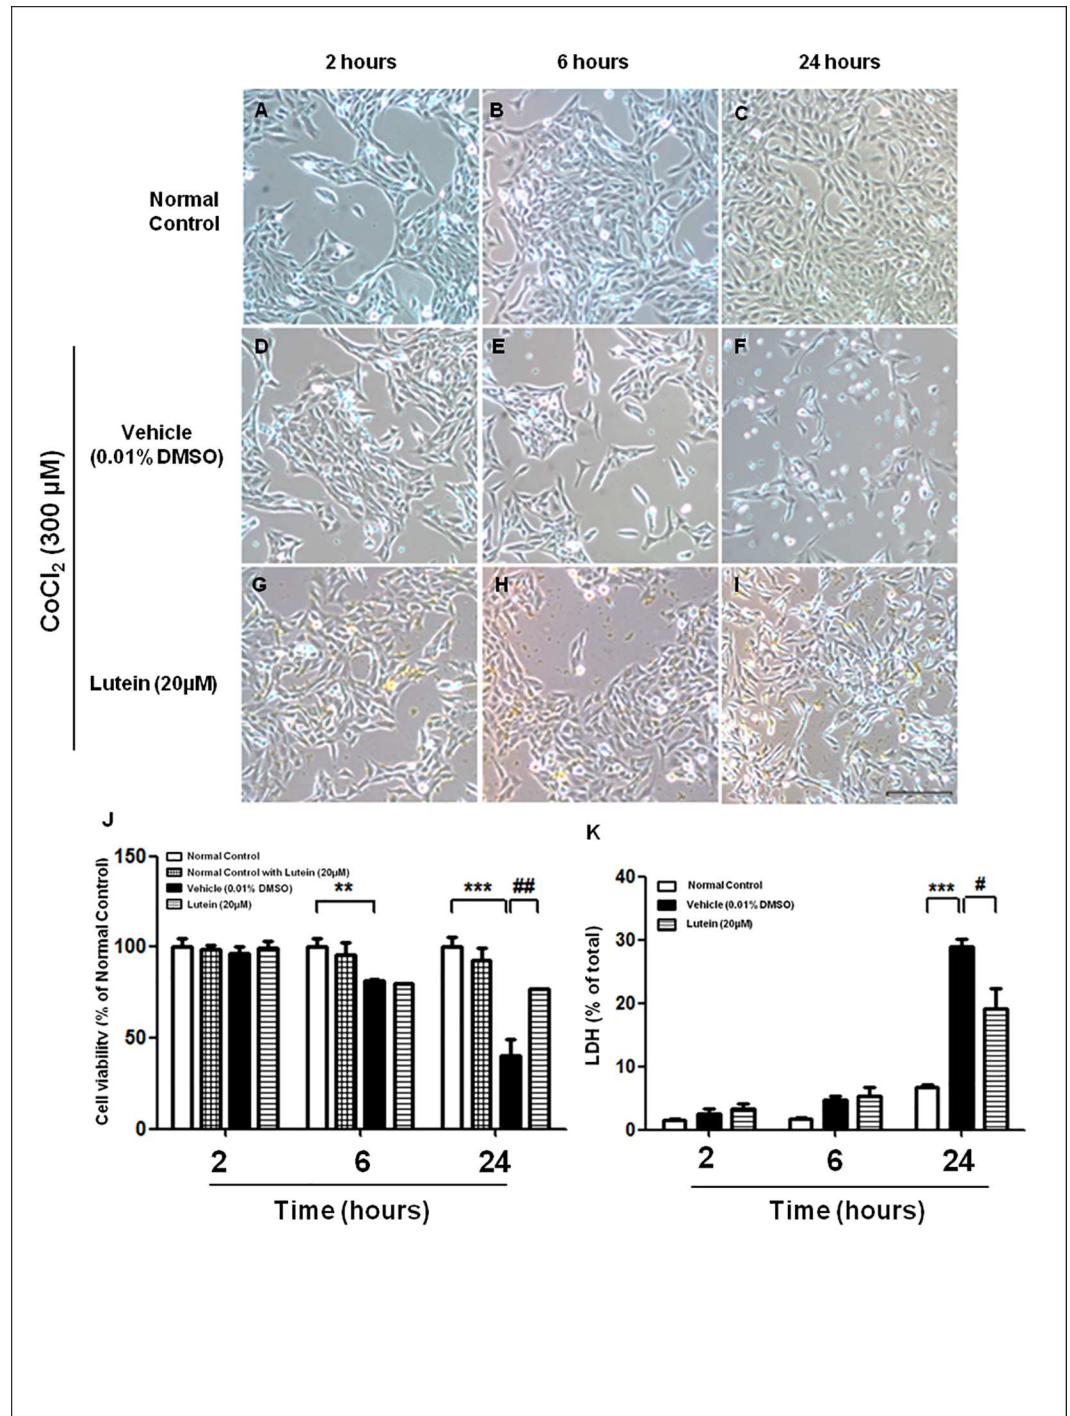 2 hours 6 hours 24 hours
A B C
Normal
Control
D E F
Vehicle
(0.01% DMSO)
CoCl₂ (300 µM)
G H I
Lutein (20µM)
J
150
Normal Control
Normal Control with Lutein (20µM)
Vehicle (0.01% DMSO)
Lutein (20µM)
** *** ##
100
50
0
Cell viability (% of Normal Control)
2 6 24
Time (hours)
K
40
Normal Control
Vehicle (0.01% DMSO)
Lutein (20µM)
*** #
30
20
10
0
LDH (% of total)
2 6 24
Time (hours)